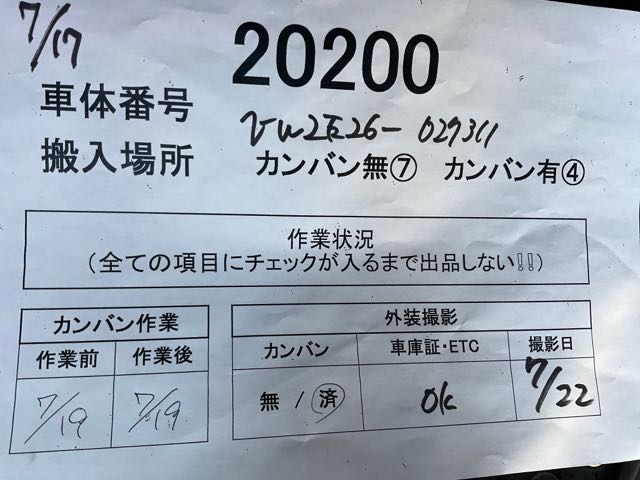 7/17
20200
車体番号 VW2E26-029311
搬入場所 カンバン無⑦ カンバン有④
作業状況
(全ての項目にチェックが入るまで出品しない!!)
カンバン作業 外装撮影
作業前 作業後 カンバン 車庫証・ETC 撮影日
7/19 7/19 無 / 済 OK 7/22